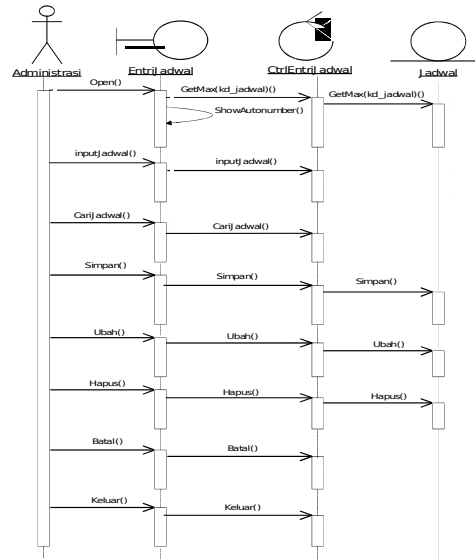 Administrasi EntriJadwal CtrlEntriJadwal Jadwal
Open()
GetMax(kd_jadwal)()
GetMax(kd_jadwal)()
ShowAutonumber()
inputJadwal()
inputJadwal()
CariJadwal()
CariJadwal()
Simpan()
Simpan()
Simpan()
Ubah()
Ubah()
Ubah()
Hapus()
Hapus()
Hapus()
Batal()
Batal()
Keluar()
Keluar()